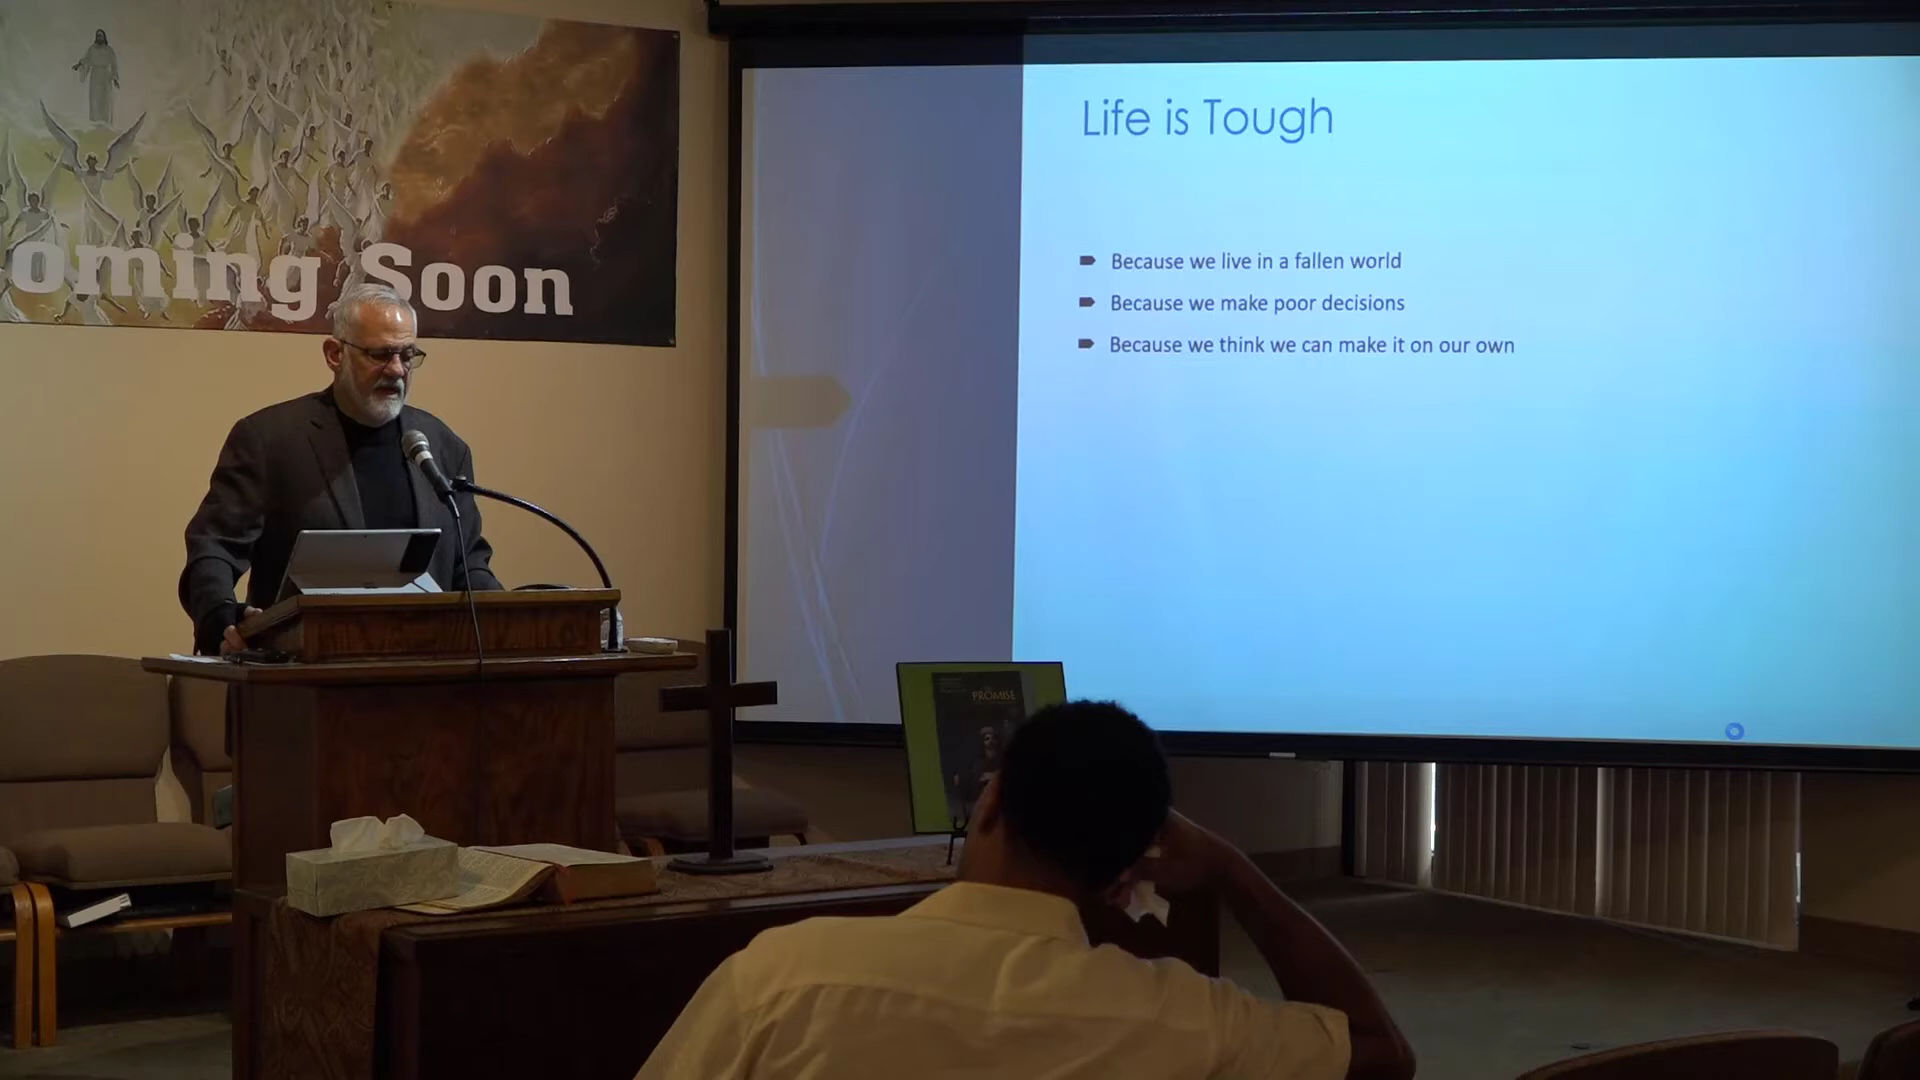 oming Soon
Life is Tough
Because we live in a fallen world
Because we make poor decisions
Because we think we can make it on our own
PROMISE